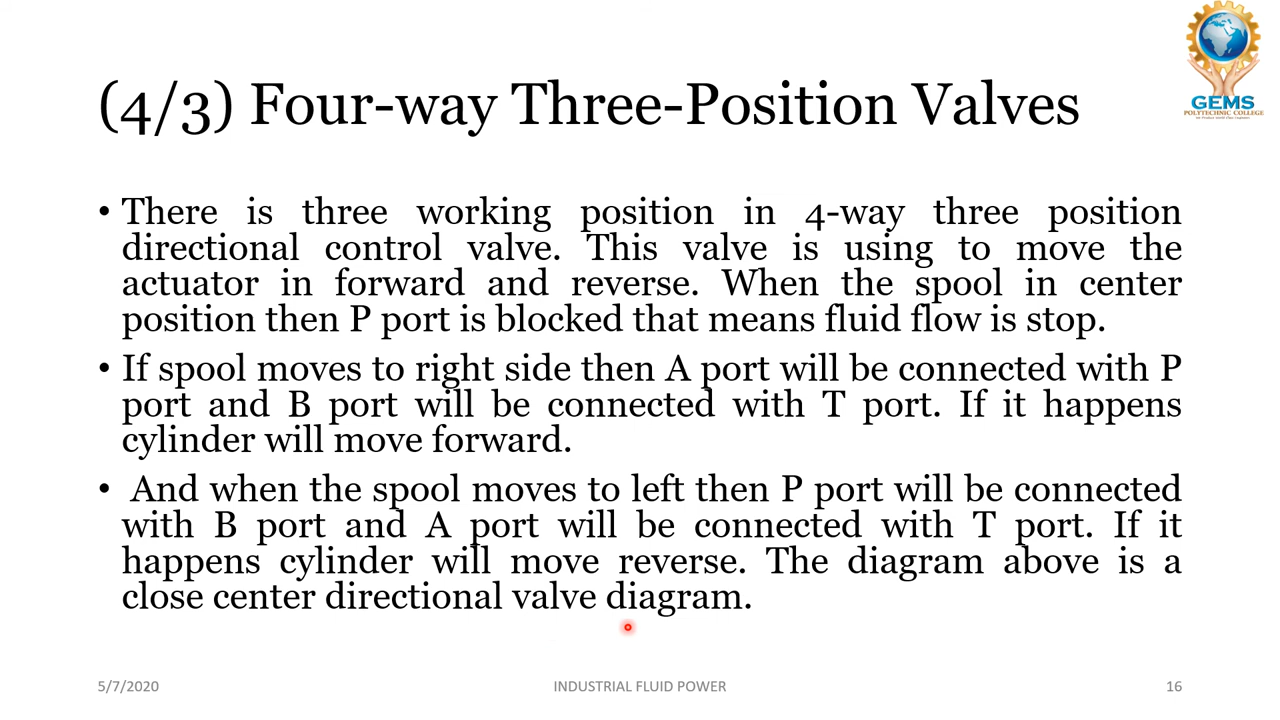 GEMS
POLYTECHNIC COLLEGE
(4/3) Four-way Three-Position Valves
• There is three working position in 4-way three position
directional control valve. This valve is using to move the
actuator in forward and reverse. When the spool in center
position then P port is blocked that means fluid flow is stop.
• If spool moves to right side then A port will be connected with P
port and B port will be connected with T port. If it happens
cylinder will move forward.
• And when the spool moves to left then P port will be connected
with B port and A port will be connected with T port. If it
happens cylinder will move reverse. The diagram above is a
close center directional valve diagram.
5/7/2020
INDUSTRIAL FLUID POWER
16